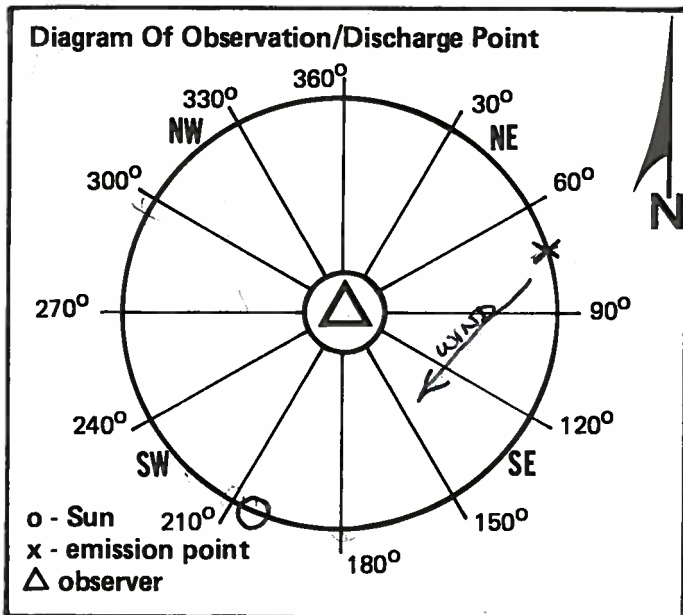 Diagram Of Observation/Discharge Point
360°
330°
30°
NW
NE
300°
60°
N
270°
90°
WIND
240°
120°
SW
SE
o - Sun
210°
150°
x - emission point
180°
△ observer